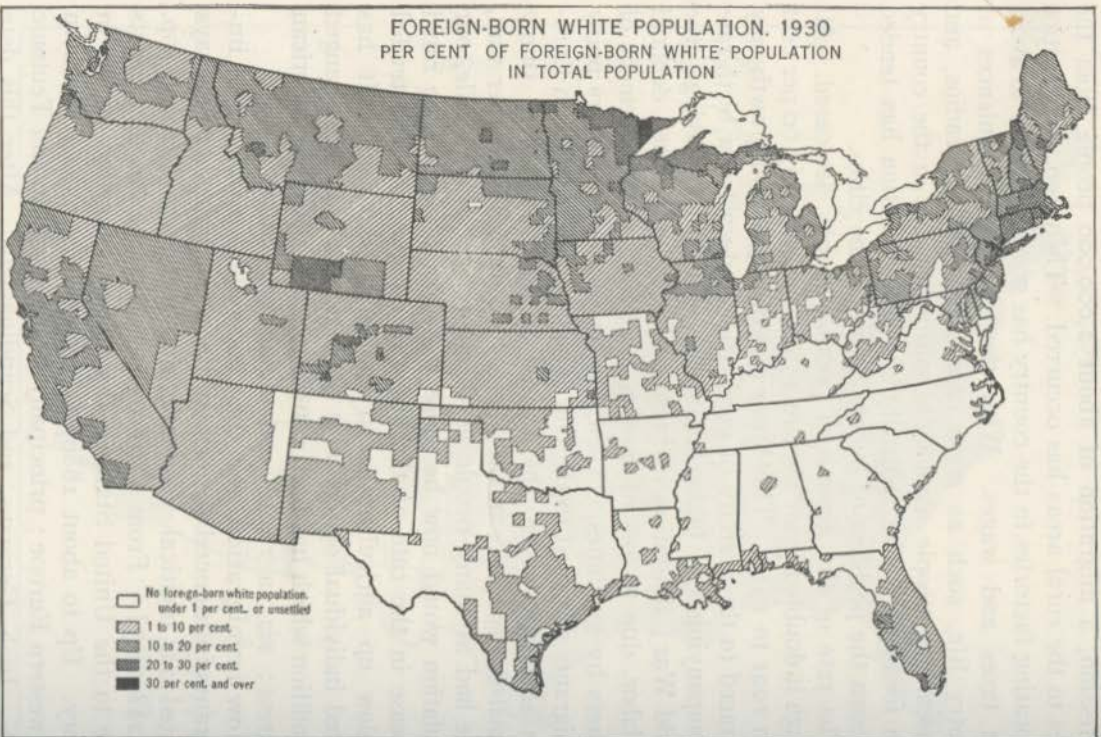 FOREIGN-BORN WHITE POPULATION, 1930
PER CENT OF FOREIGN-BORN WHITE POPULATION
IN TOTAL POPULATION
No foreign-born white population,
under 1 per cent., or unsettled
1 to 10 per cent.
10 to 20 per cent.
20 to 30 per cent.
30 per cent. and over